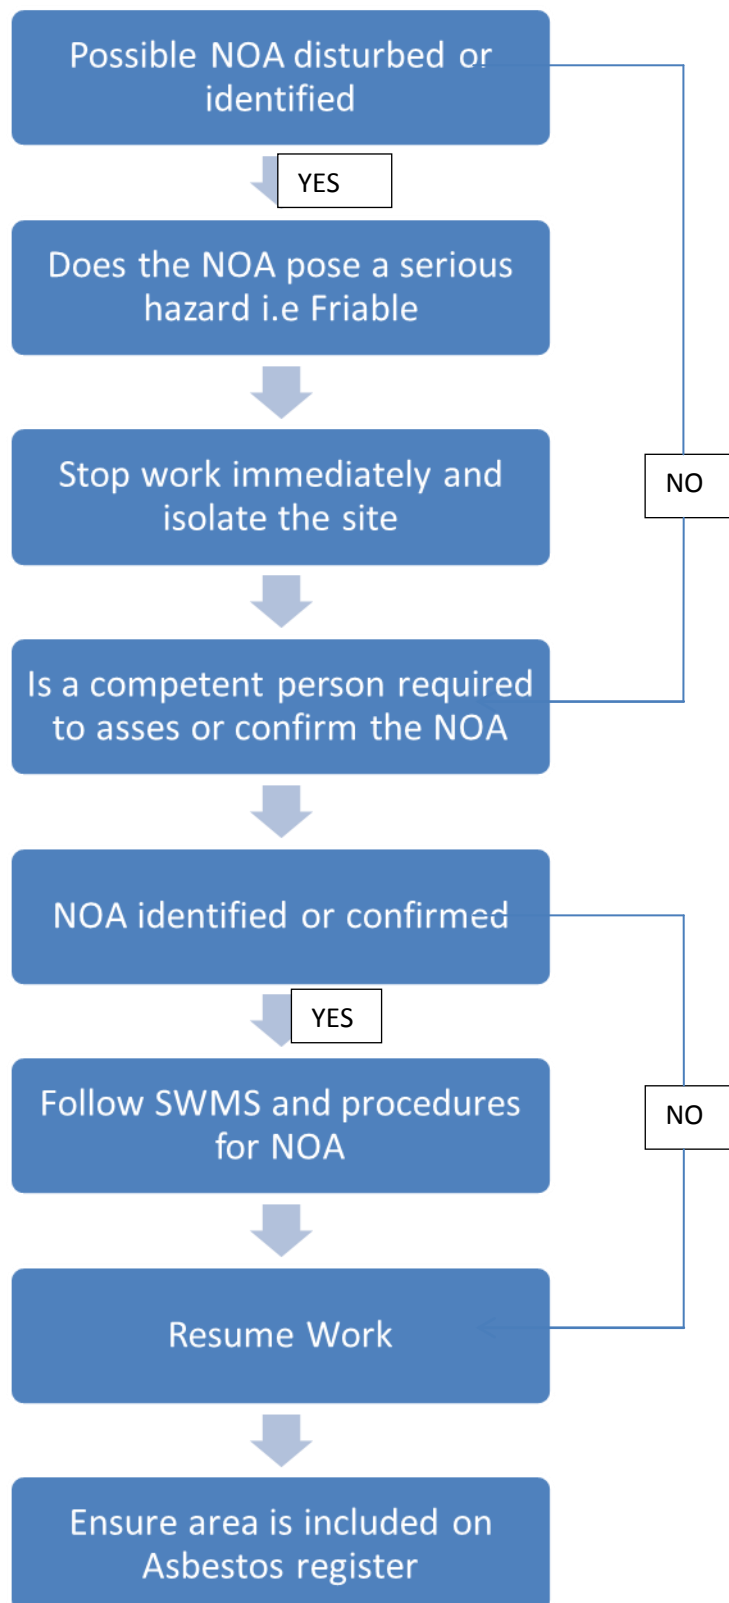 Possible NOA disturbed or
identified
YES
Does the NOA pose a serious
hazard i.e Friable
Stop work immediately and
isolate the site
NO
Is a competent person required
to asses or confirm the NOA
NOA identified or confirmed
YES
Follow SWMS and procedures
for NOA
NO
Resume Work
Ensure area is included on
Asbestos register